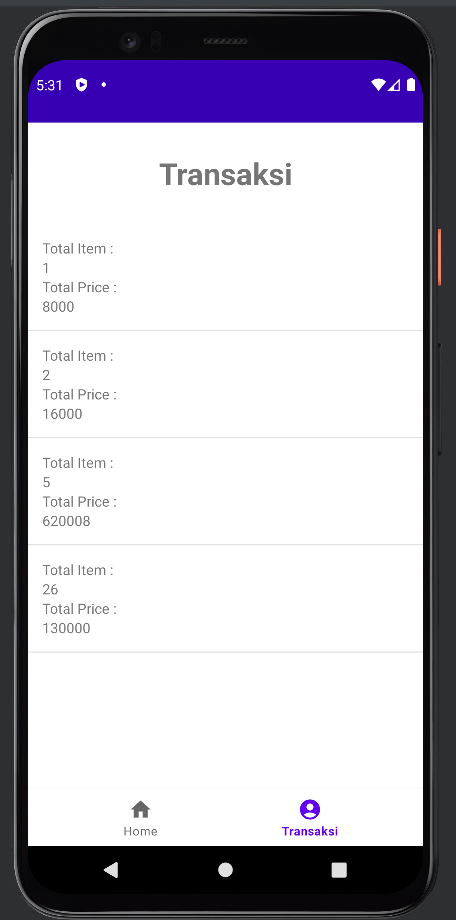 5:31
Transaksi
Total Item :
1
Total Price :
8000
Total Item :
2
Total Price :
16000
Total Item :
5
Total Price :
620008
Total Item :
26
Total Price :
130000
Home
Transaksi